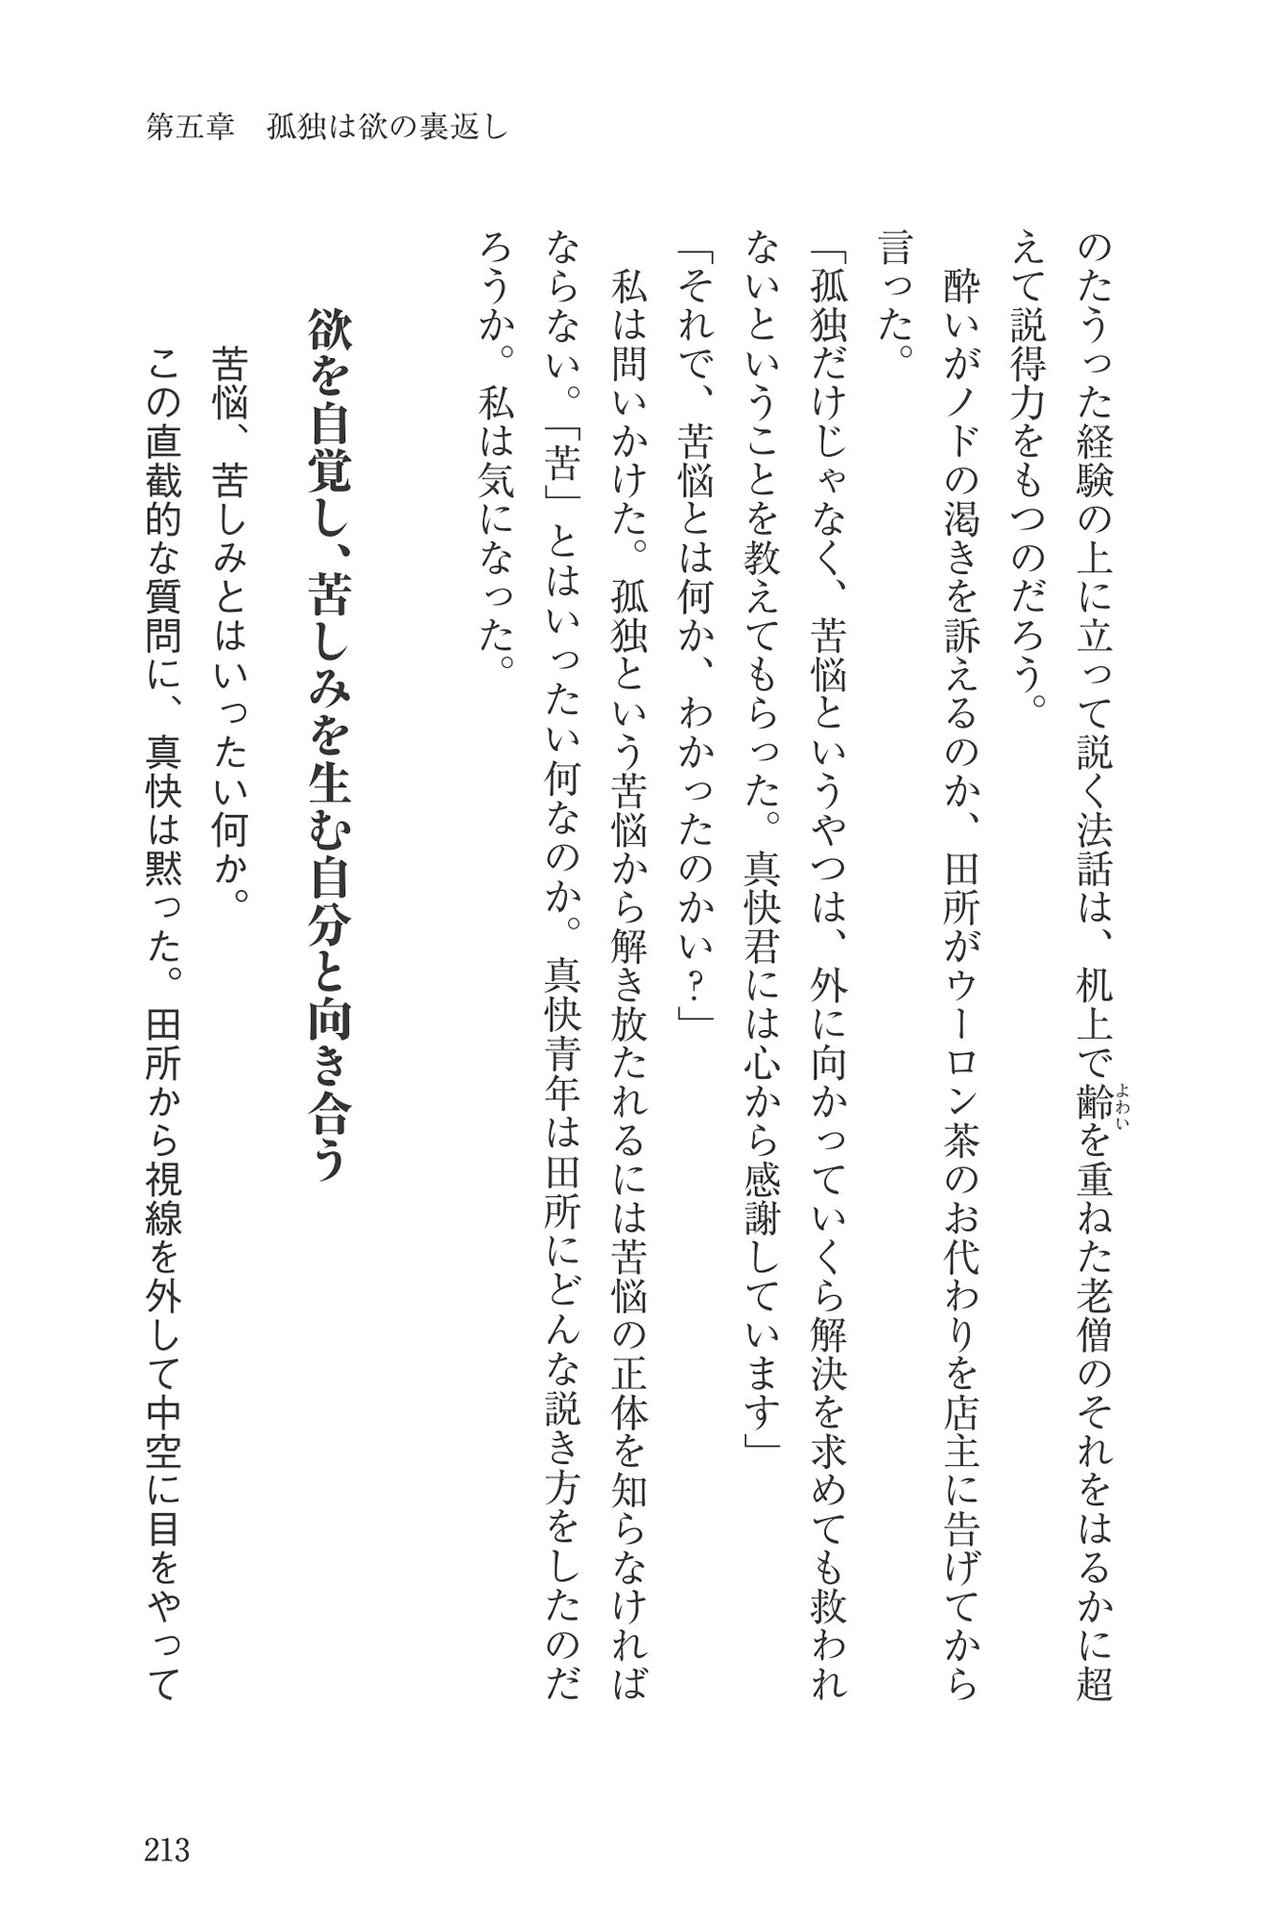 第五章　孤独は欲の裏返し
のたうった経験の上に立って説く法話は、机上で齢を重ねた老僧のそれをはるかに超
よわい
えて説得力をもつのだろう。
　酔いがノドの渇きを訴えるのか、田所がウーロン茶のお代わりを店主に告げてから
言った。
「孤独だけじゃなく、苦悩というやつは、外に向かっていくら解決を求めても救われ
ないということを教えてもらった。真快君には心から感謝しています」
「それで、苦悩とは何か、わかったのかい？」
　私は問いかけた。孤独という苦悩から解き放たれるには苦悩の正体を知らなければ
ならない。「苦」とはいったい何なのか。真快青年は田所にどんな説き方をしたのだ
ろうか。私は気になった。
欲を自覚し、苦しみを生む自分と向き合う
苦悩、苦しみとはいったい何か。
この直截的な質問に、真快は黙った。田所から視線を外して中空に目をやって
213